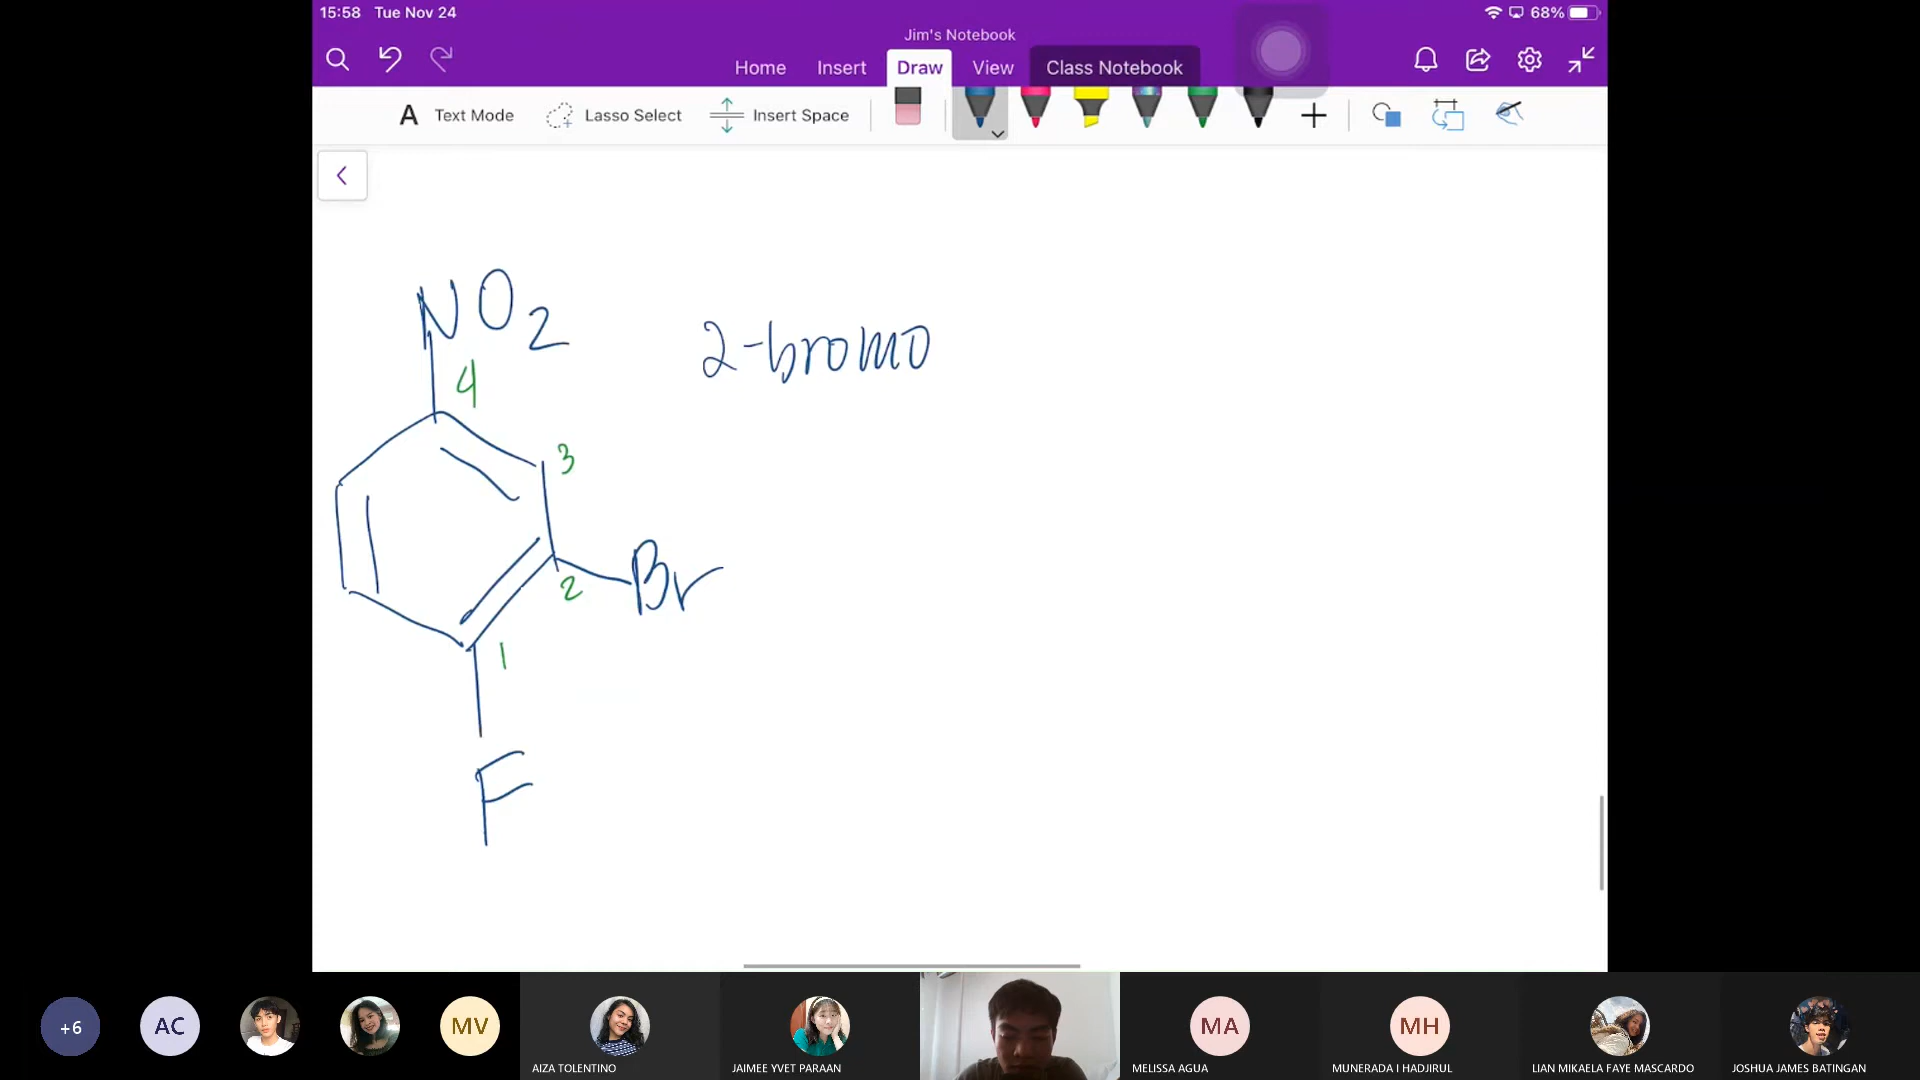 15:58 Tue Nov 24
68%
Jim's Notebook
Home Insert Draw View Class Notebook
A Text Mode Lasso Select Insert Space
NO2
2-bromo
4
3
Br
2
1
F
+6 AC MV MA MH
AIZA TOLENTINO JAIMEE YVET PARAAN MELISSA AGUA MUNERADA I HADJIRUL LIAN MIKAELA FAYE MASCARDO JOSHUA JAMES BATINGAN